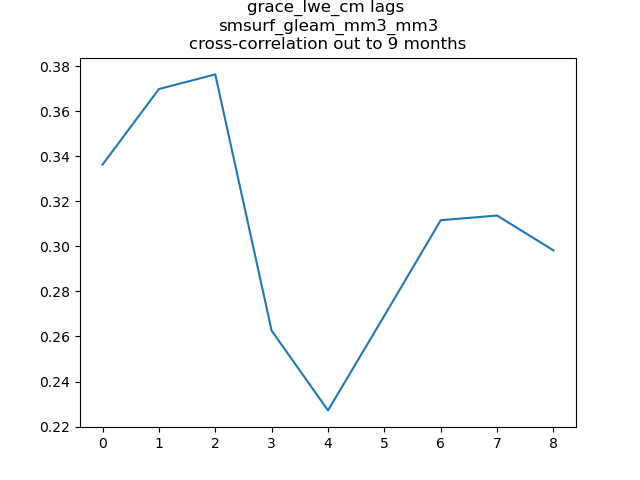 grace_lwe_cm lags
smsurf_gleam_mm3_mm3
cross-correlation out to 9 months
0.38
0.36
0.34
0.32
0.30
0.28
0.26
0.24
0.22
0 1 2 3 4 5 6 7 8